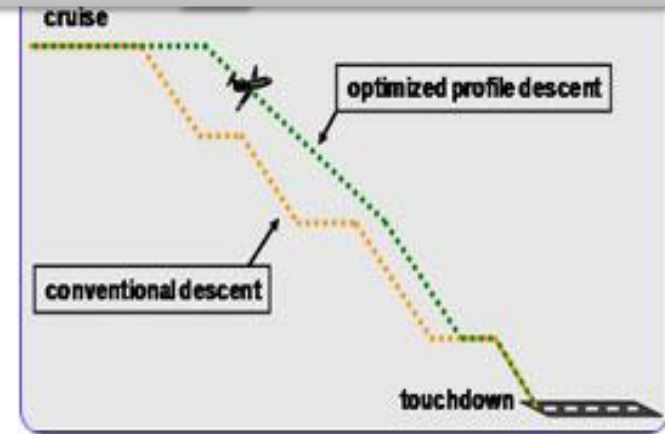 cruise
optimized profile descent
conventional descent
touchdown